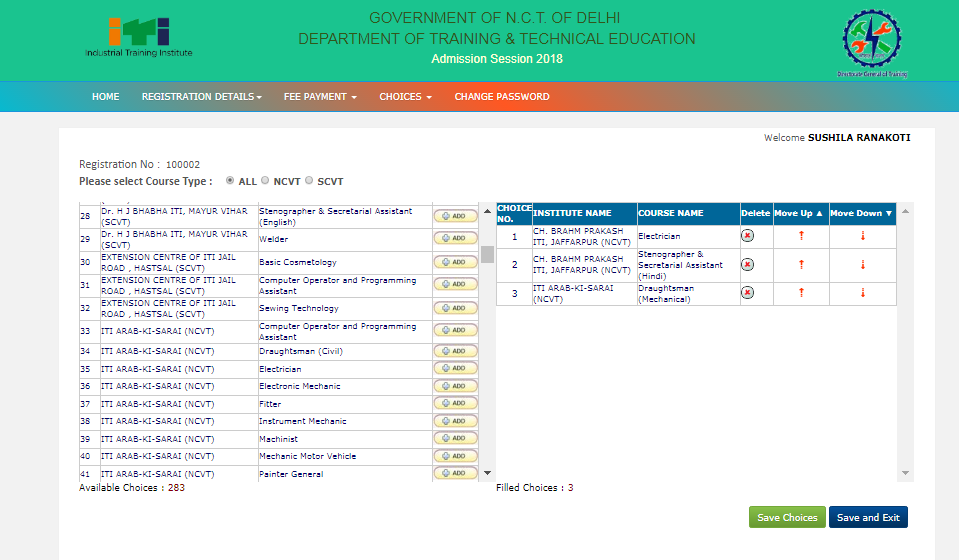 GOVERNMENT OF N.C.T. OF DELHI
DEPARTMENT OF TRAINING & TECHNICAL EDUCATION
Admission Session 2018
Industrial Training Institute
Directorate General of Training
HOME REGISTRATION DETAILS FEE PAYMENT CHOICES CHANGE PASSWORD
Welcome SUSHILA RANAKOTI
Registration No : 100002
Please select Course Type : ALL NCVT SCVT
28 Dr. H J BHABHA ITI, MAYUR VIHAR (SCVT) Stenographer & Secretarial Assistant (English) ADD
29 Dr. H J BHABHA ITI, MAYUR VIHAR (SCVT) Welder ADD
30 EXTENSION CENTRE OF ITI JAIL ROAD , HASTSAL (SCVT) Basic Cosmetology ADD
31 EXTENSION CENTRE OF ITI JAIL ROAD , HASTSAL (SCVT) Computer Operator and Programming Assistant ADD
32 EXTENSION CENTRE OF ITI JAIL ROAD , HASTSAL (SCVT) Sewing Technology ADD
33 ITI ARAB-KI-SARAI (NCVT) Computer Operator and Programming Assistant ADD
34 ITI ARAB-KI-SARAI (NCVT) Draughtsman (Civil) ADD
35 ITI ARAB-KI-SARAI (NCVT) Electrician ADD
36 ITI ARAB-KI-SARAI (NCVT) Electronic Mechanic ADD
37 ITI ARAB-KI-SARAI (NCVT) Fitter ADD
38 ITI ARAB-KI-SARAI (NCVT) Instrument Mechanic ADD
39 ITI ARAB-KI-SARAI (NCVT) Machinist ADD
40 ITI ARAB-KI-SARAI (NCVT) Mechanic Motor Vehicle ADD
41 ITI ARAB-KI-SARAI (NCVT) Painter General ADD
Available Choices : 283
CHOICE NO. INSTITUTE NAME COURSE NAME Delete Move Up ▲ Move Down ▼
1 CH. BRAHM PRAKASH ITI, JAFFARPUR (NCVT) Electrician
2 CH. BRAHM PRAKASH ITI, JAFFARPUR (NCVT) Stenographer & Secretarial Assistant (Hindi)
3 ITI ARAB-KI-SARAI (NCVT) Draughtsman (Mechanical)
Filled Choices : 3
Save Choices Save and Exit